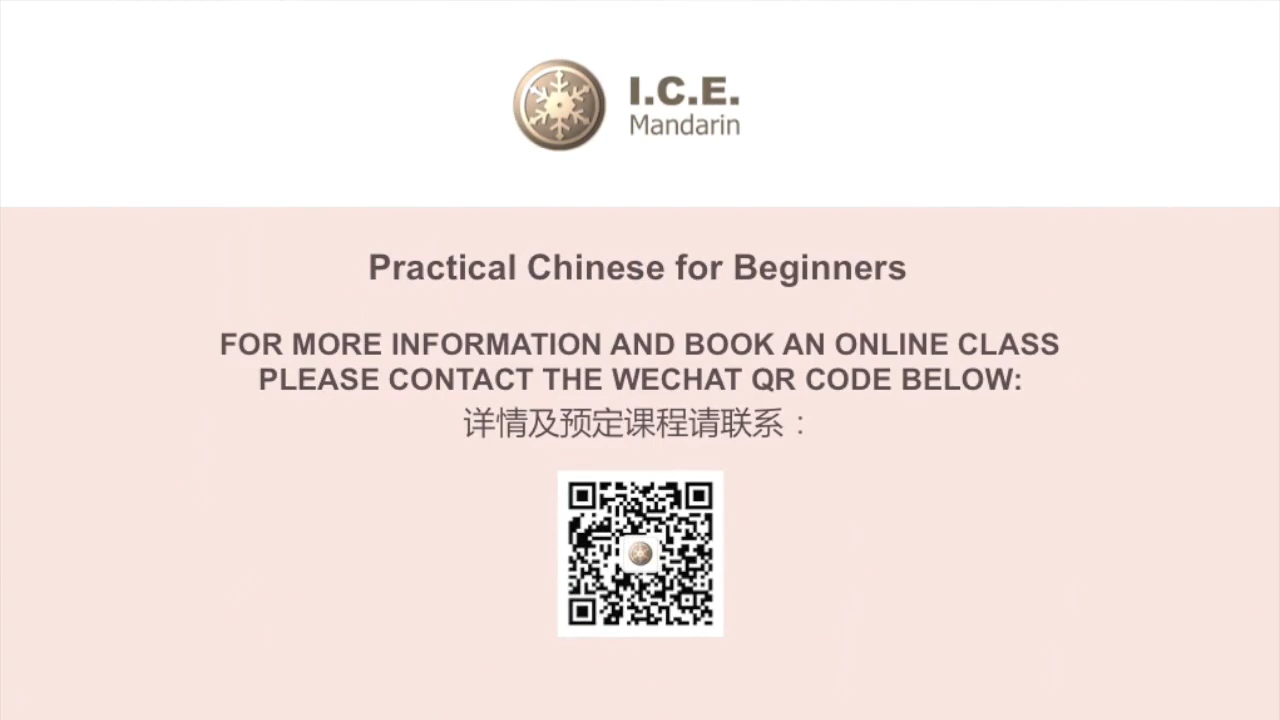 I.C.E.
Mandarin
Practical Chinese for Beginners
FOR MORE INFORMATION AND BOOK AN ONLINE CLASS
PLEASE CONTACT THE WECHAT QR CODE BELOW:
详情及预定课程请联系：